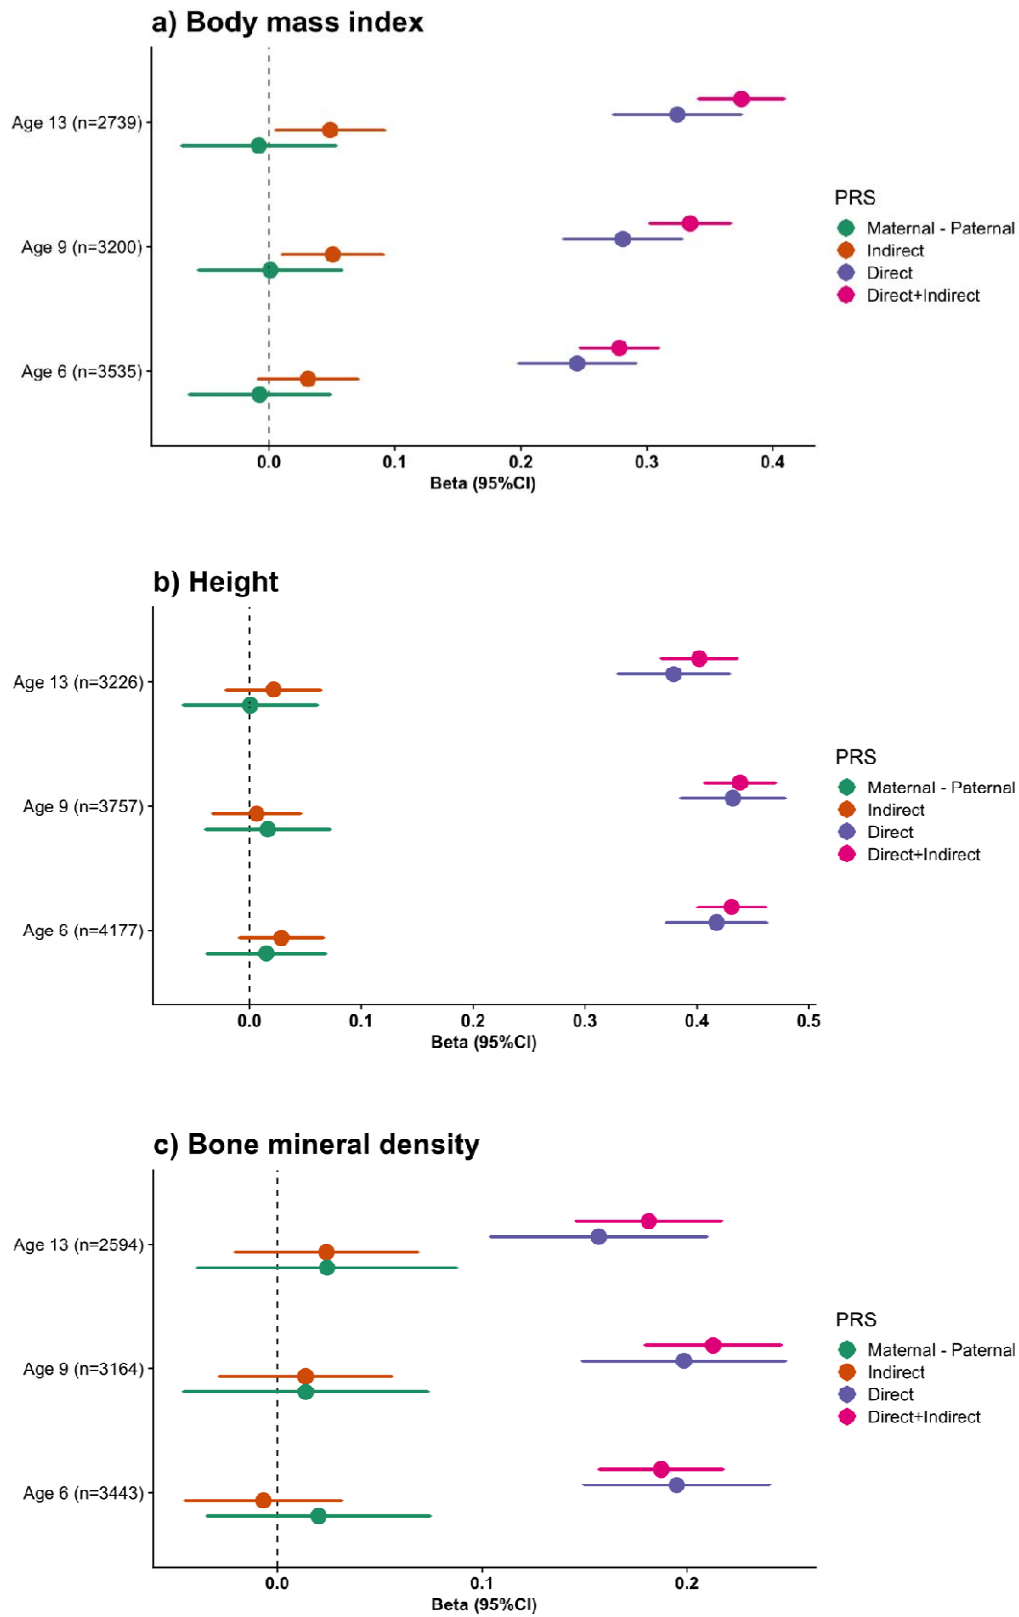 a) Body mass index
Age 13 (n=2739)
Age 9 (n=3200)
Age 6 (n=3535)
0.0 0.1 0.2 0.3 0.4
Beta (95%CI)
PRS
Maternal - Paternal
Indirect
Direct
Direct+Indirect
b) Height
Age 13 (n=3226)
Age 9 (n=3757)
Age 6 (n=4177)
0.0 0.1 0.2 0.3 0.4 0.5
Beta (95%CI)
PRS
Maternal - Paternal
Indirect
Direct
Direct+Indirect
c) Bone mineral density
Age 13 (n=2594)
Age 9 (n=3164)
Age 6 (n=3443)
0.0 0.1 0.2
Beta (95%CI)
PRS
Maternal - Paternal
Indirect
Direct
Direct+Indirect